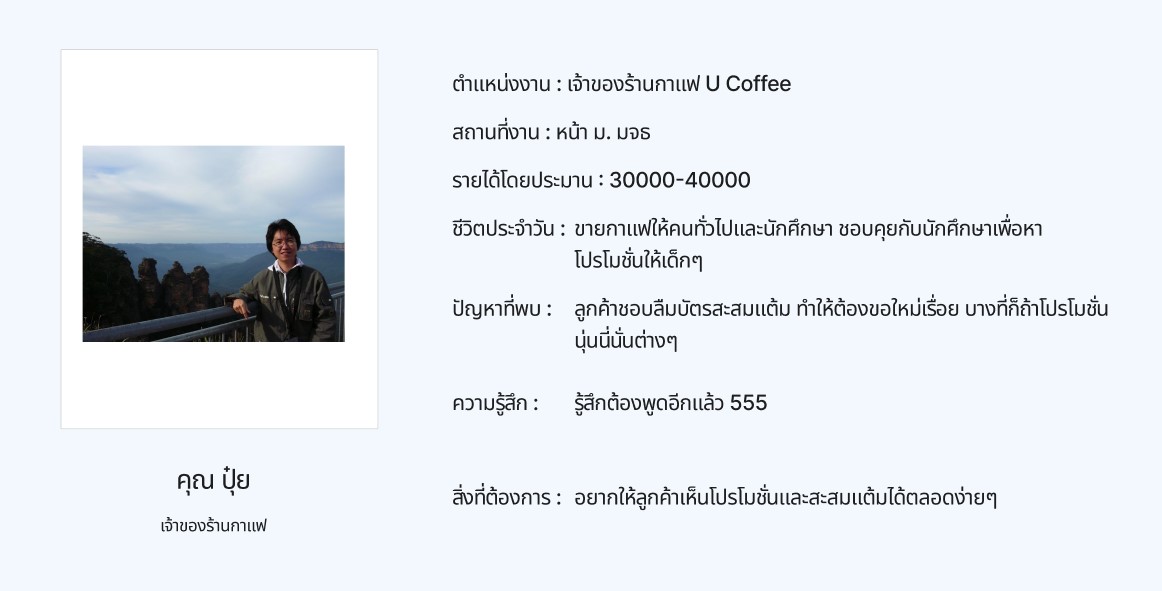 ตำแหน่งงาน : เจ้าของร้านกาแฟ U Coffee
สถานที่งาน : หน้า ม. มจธ
รายได้โดยประมาน : 30000-40000
ชีวิตประจำวัน : ขายกาแฟให้คนทั่วไปและนักศึกษา ชอบคุยกับนักศึกษาเพื่อหา
โปรโมชั่นให้เด็กๆ
ปัญหาที่พบ : ลูกค้าชอบลืมบัตรสะสมแต้ม ทำให้ต้องขอใหม่เรื่อย บางที่ก็ถ้าโปรโมชั่น
นุ่นนี่นั่นต่างๆ
ความรู้สึก : รู้สึกต้องพูดอีกแล้ว 555
สิ่งที่ต้องการ : อยากให้ลูกค้าเห็นโปรโมชั่นและสะสมแต้มได้ตลอดง่ายๆ
คุณ ปุ๋ย
เจ้าของร้านกาแฟ